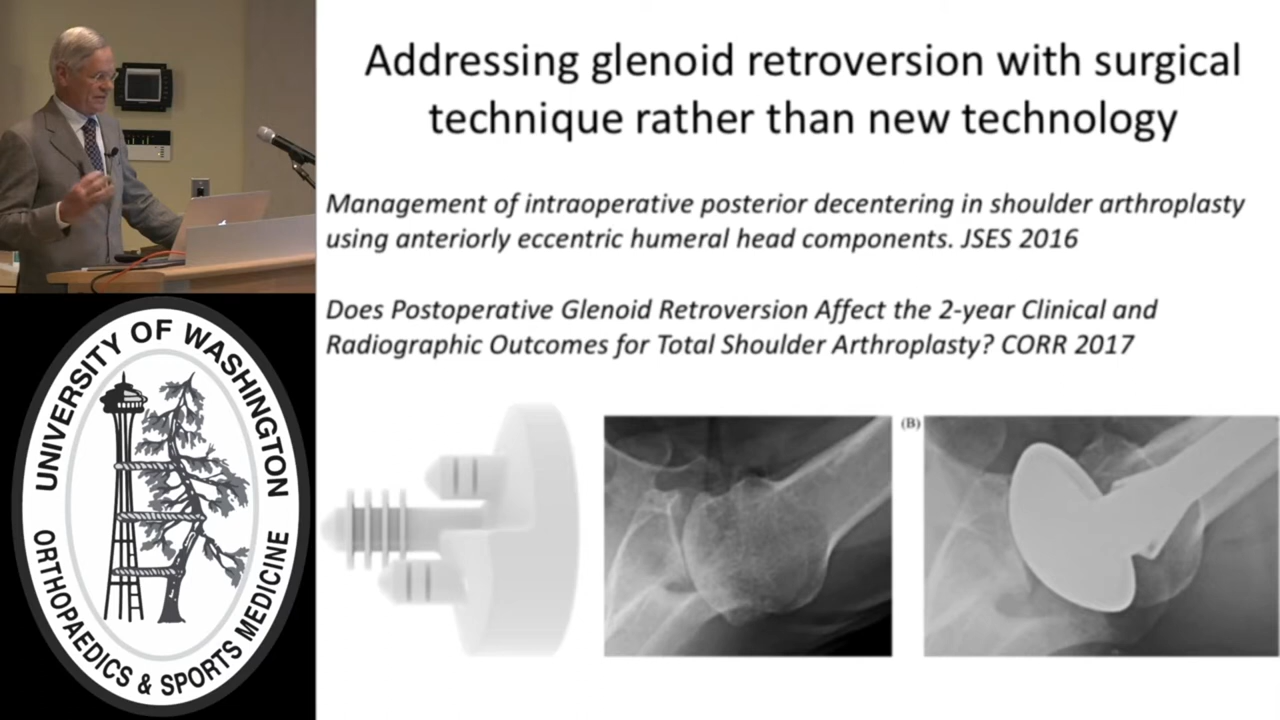 Addressing glenoid retroversion with surgical
technique rather than new technology
Management of intraoperative posterior decentering in shoulder arthroplasty
using anteriorly eccentric humeral head components. JSES 2016
Does Postoperative Glenoid Retroversion Affect the 2-year Clinical and
Radiographic Outcomes for Total Shoulder Arthroplasty? CORR 2017
(B)
UNIVERSITY OF WASHINGTON
ORTHOPAEDICS & SPORTS MEDICINE